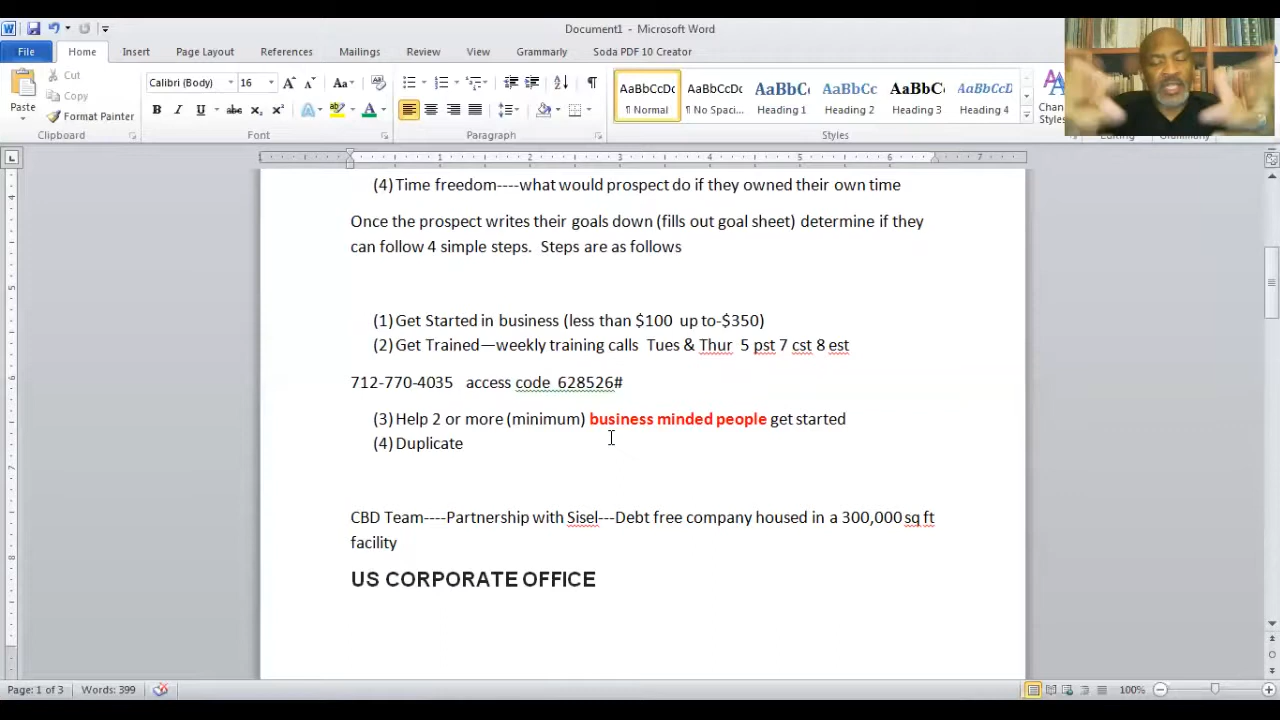 Document1 - Microsoft Word
File Home Insert Page Layout References Mailings Review View Grammarly Soda PDF 10 Creator
Cut
Copy
Paste
Format Painter
Calibri (Body) 16
AaBbCcDc AaBbCcDc AaBbC AaBbCc AaBbC AaBbCcD
¶ Normal ¶ No Spaci... Heading 1 Heading 2 Heading 3 Heading 4
Clipboard Font Paragraph Styles
(4) Time freedom----what would prospect do if they owned their own time
Once the prospect writes their goals down (fills out goal sheet) determine if they
can follow 4 simple steps. Steps are as follows
(1) Get Started in business (less than $100 up to-$350)
(2) Get Trained—weekly training calls Tues & Thur 5 pst 7 cst 8 est
712-770-4035 access code 628526#
(3) Help 2 or more (minimum) business minded people get started
(4) Duplicate
CBD Team----Partnership with Sisel---Debt free company housed in a 300,000 sq ft
facility
US CORPORATE OFFICE
Page: 1 of 3 Words: 399 100%